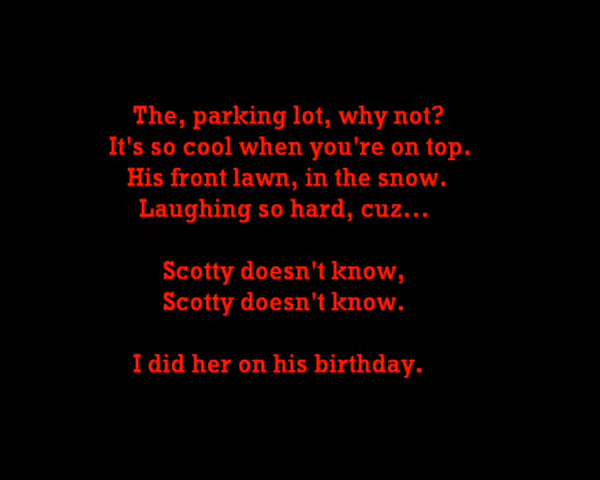 The, parking lot, why not?
It's so cool when you're on top.
His front lawn, in the snow.
Laughing so hard, cuz...
Scotty doesn't know,
Scotty doesn't know.
I did her on his birthday.